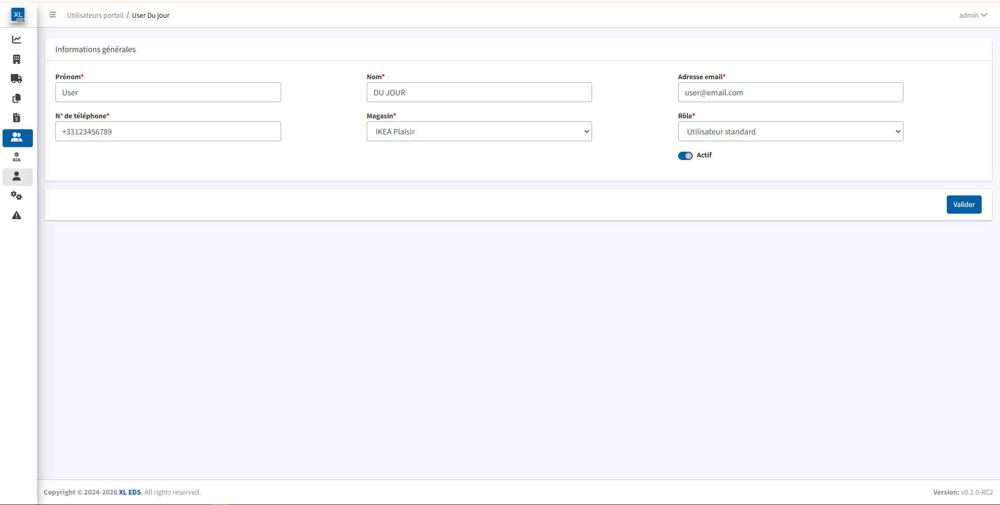 XL
EDS
Utilisateurs portail / User Du jour
admin
Informations générales
Prénom*
Nom*
Adresse email*
User
DU JOUR
user@email.com
N° de téléphone*
Magasin*
Rôle*
+33123456789
IKEA Plaisir
Utilisateur standard
Actif
Valider
Copyright © 2024-2026 XL EDS. All rights reserved.
Version: v0.2.0-RC2